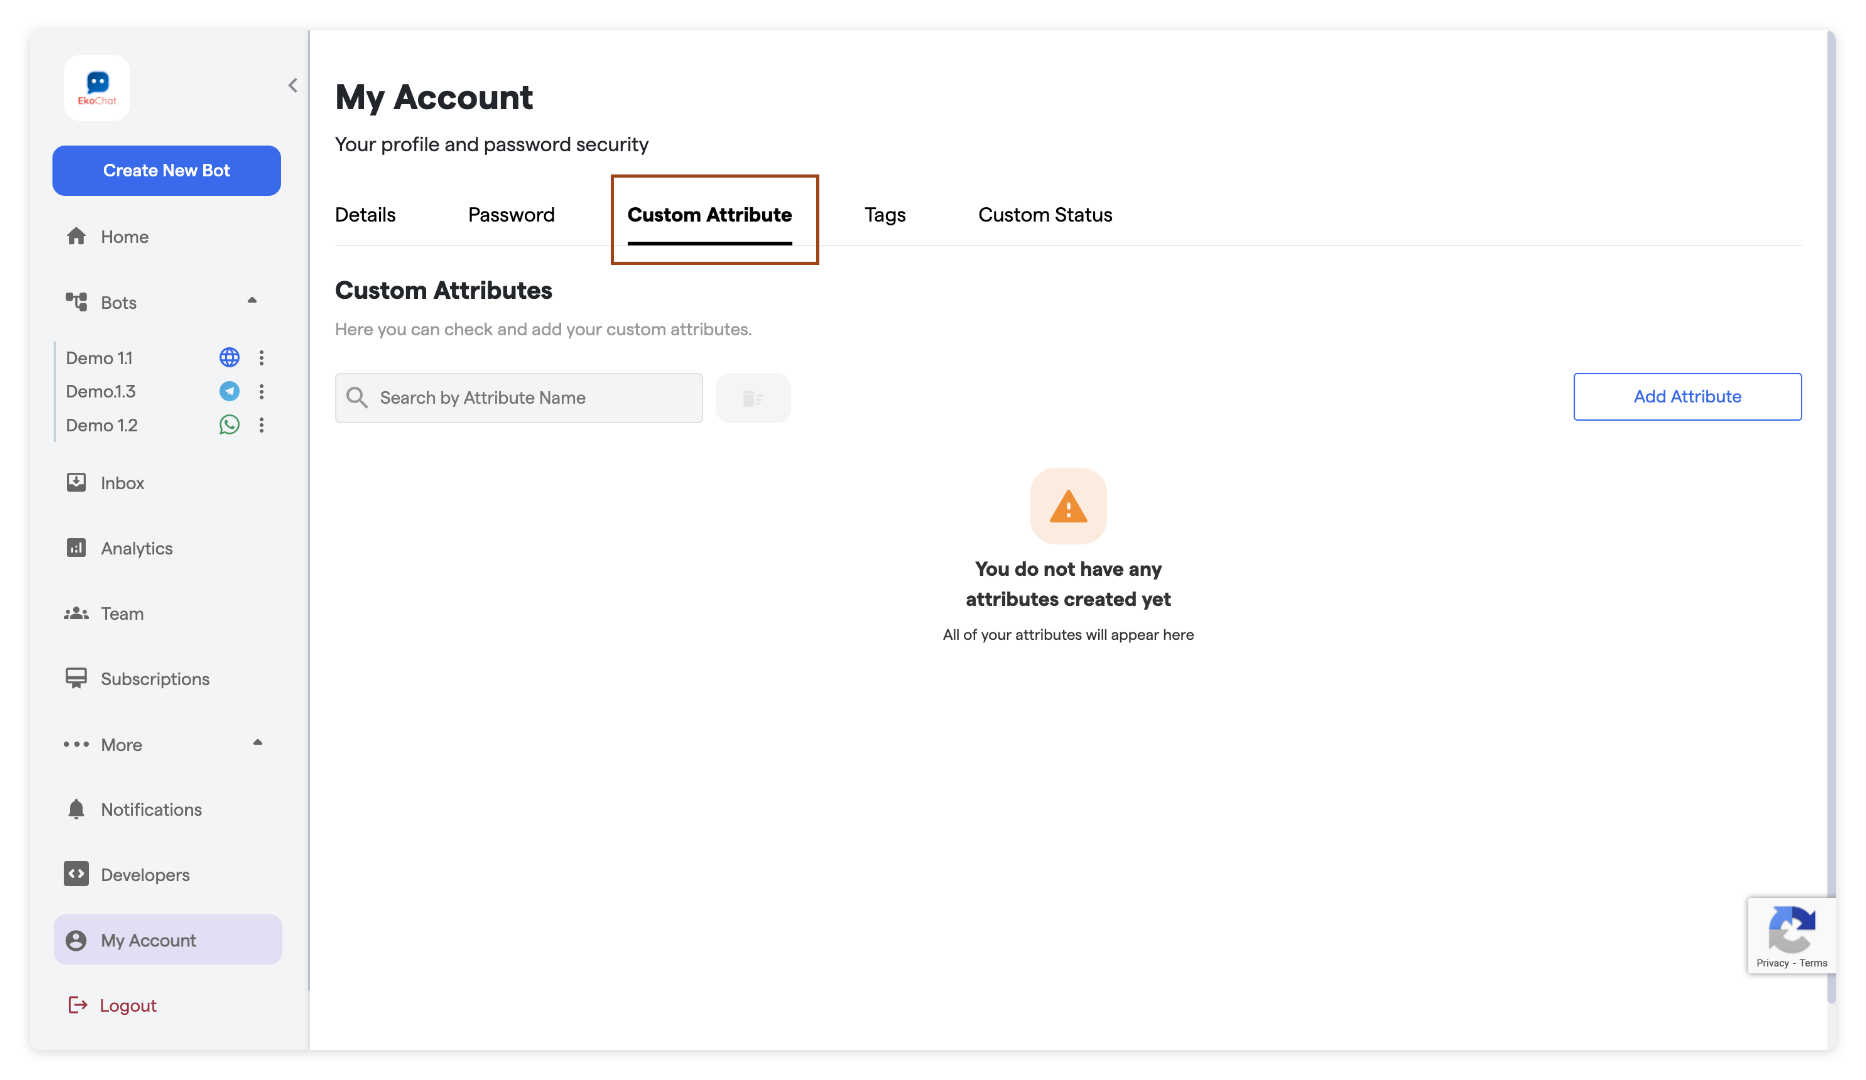 EkoChat
Create New Bot
Home
Bots
Demo 1.1
Demo.1.3
Demo 1.2
Inbox
Analytics
Team
Subscriptions
More
Notifications
Developers
My Account
Logout
My Account
Your profile and password security
Details
Password
Custom Attribute
Tags
Custom Status
Custom Attributes
Here you can check and add your custom attributes.
Search by Attribute Name
Add Attribute
You do not have any
attributes created yet
All of your attributes will appear here
Privacy - Terms